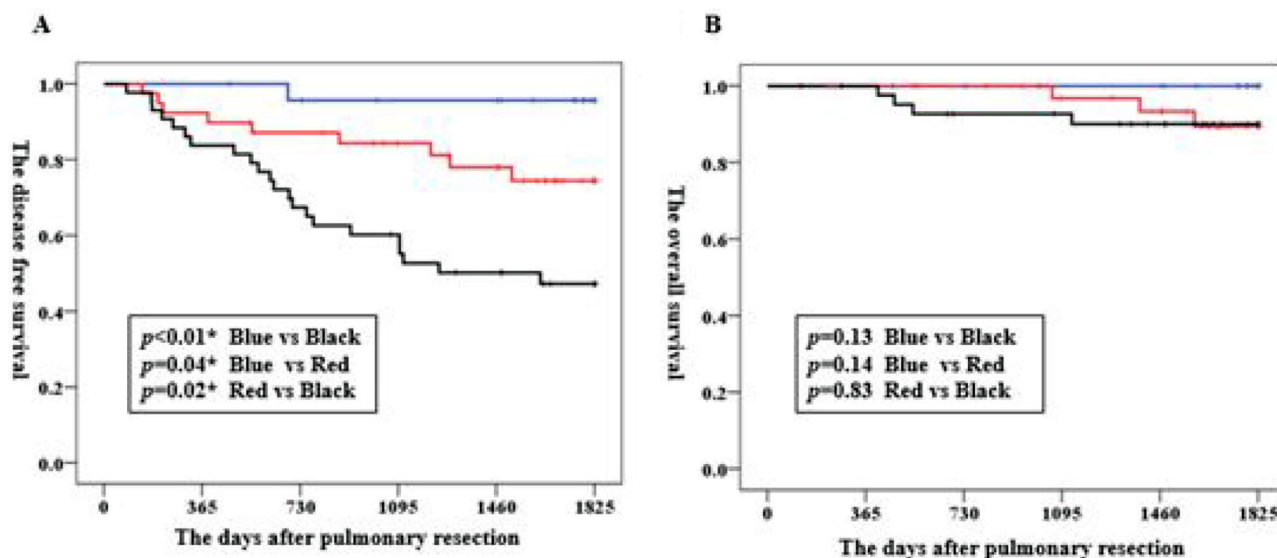 A
1.0
0.8
0.6
0.4
0.2
0.0
The disease free survival
p<0.01* Blue vs Black
p=0.04* Blue vs Red
p=0.02* Red vs Black
0 365 730 1095 1460 1825
The days after pulmonary resection
B
1.0
0.8
0.6
0.4
0.2
0.0
The overall survival
p=0.13 Blue vs Black
p=0.14 Blue vs Red
p=0.83 Red vs Black
0 365 730 1095 1460 1825
The days after pulmonary resection